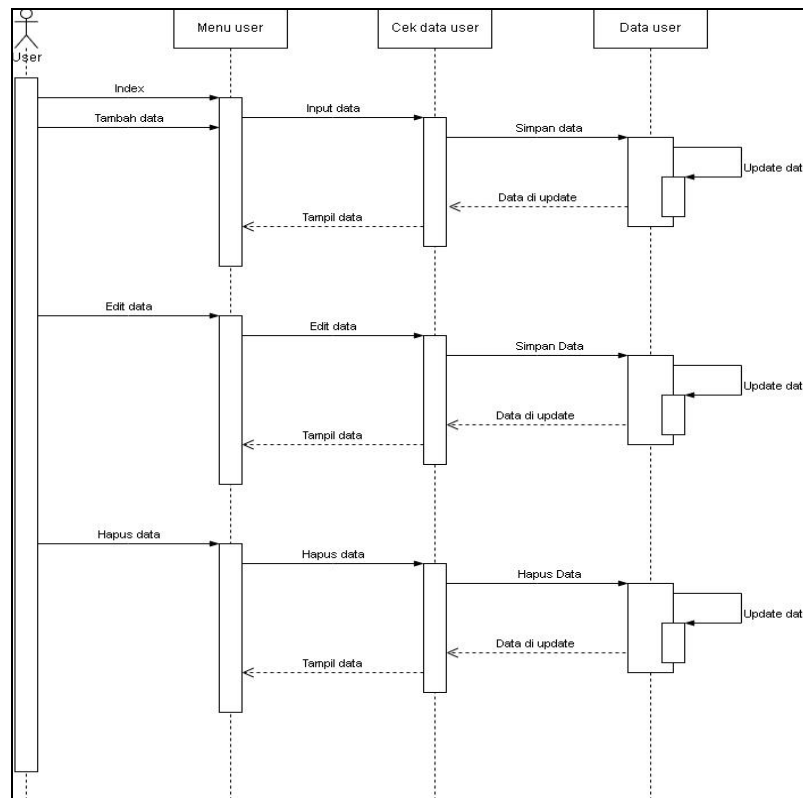 User
Menu user
Cek data user
Data user
Index
Input data
Tambah data
Simpan data
Update dat
Data di update
Tampil data
Edit data
Edit data
Simpan Data
Update dat
Data di update
Tampil data
Hapus data
Hapus data
Hapus Data
Update dat
Data di update
Tampil data